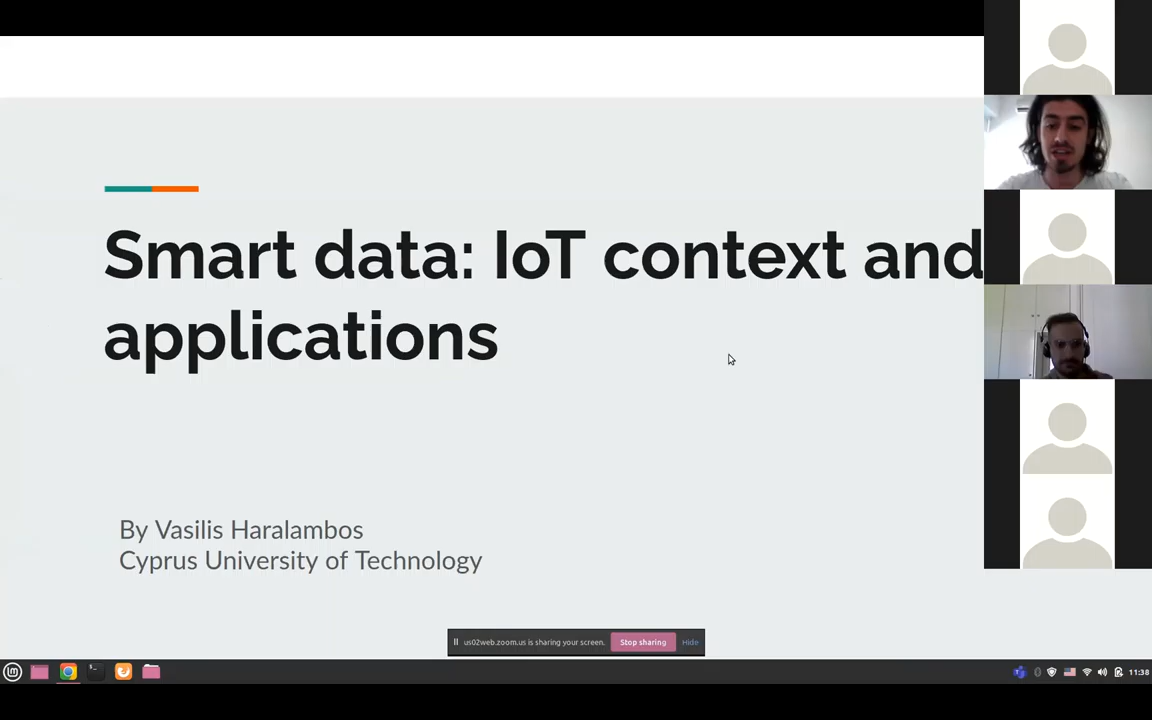 Smart data: IoT context and
applications
By Vasilis Haralambos
Cyprus University of Technology
us02web.zoom.us is sharing your screen.
Stop sharing
Hide
11:38